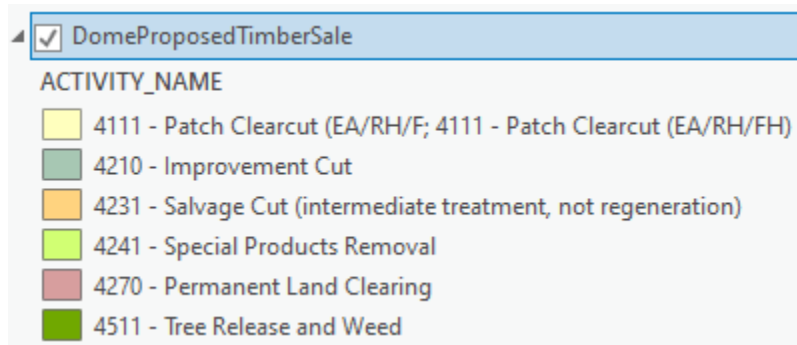 DomeProposedTimberSale
ACTIVITY_NAME
4111 - Patch Clearcut (EA/RH/F; 4111 - Patch Clearcut (EA/RH/FH)
4210 - Improvement Cut
4231 - Salvage Cut (intermediate treatment, not regeneration)
4241 - Special Products Removal
4270 - Permanent Land Clearing
4511 - Tree Release and Weed